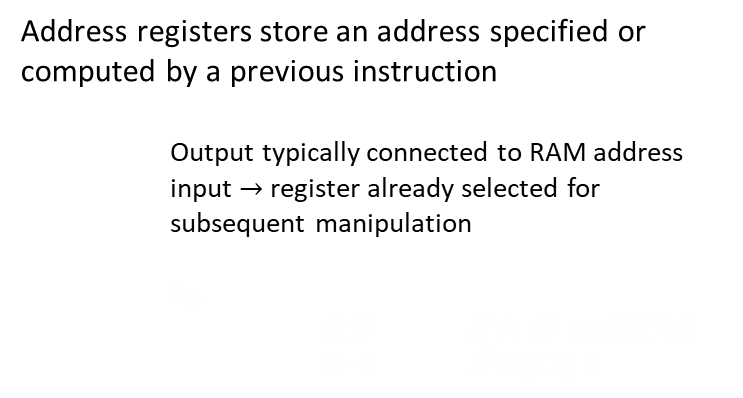 Address registers store an address specified or
computed by a previous instruction
Output typically connected to RAM address
input → register already selected for
subsequent manipulation